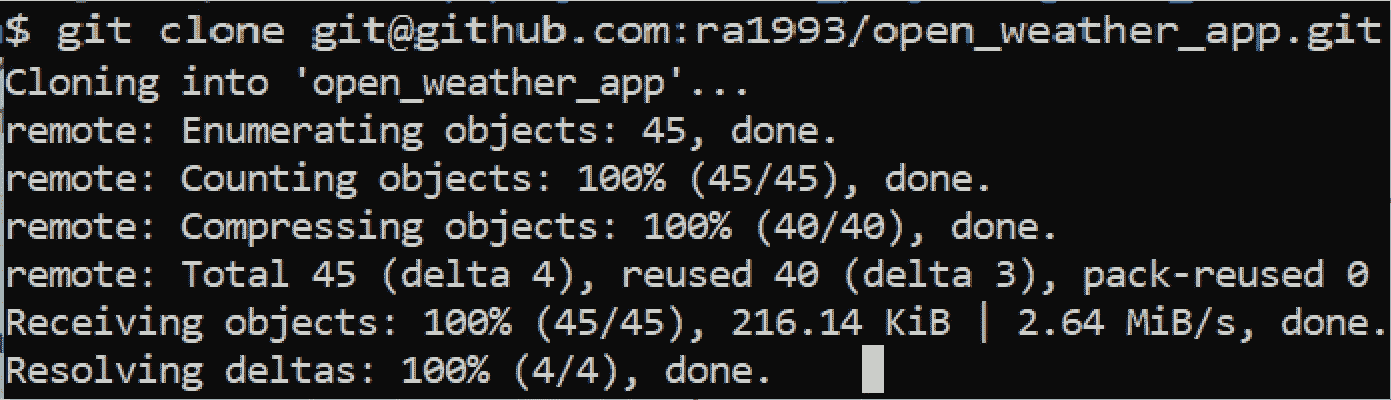 $ git clone git@github.com:ra1993/open_weather_app.git
Cloning into 'open_weather_app'...
remote: Enumerating objects: 45, done.
remote: Counting objects: 100% (45/45), done.
remote: Compressing objects: 100% (40/40), done.
remote: Total 45 (delta 4), reused 40 (delta 3), pack-reused 0
Receiving objects: 100% (45/45), 216.14 KiB | 2.64 MiB/s, done.
Resolving deltas: 100% (4/4), done.